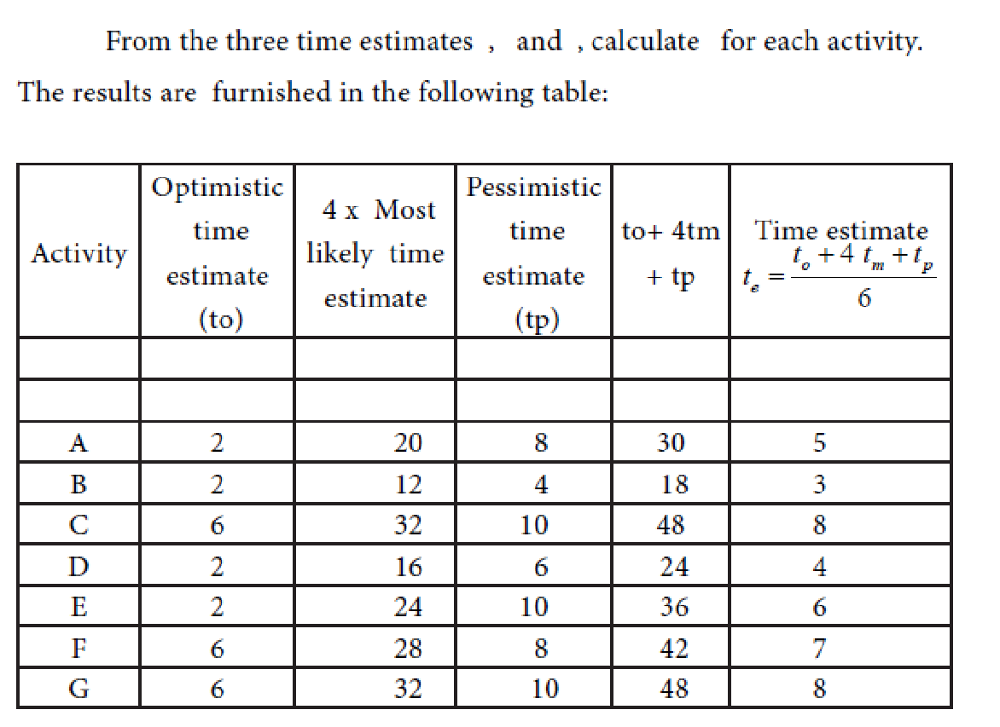 From the three time estimates , and , calculate for each activity.
The results are furnished in the following table:
Activity
Optimistic
time
estimate
(to)
4 x Most
likely time
estimate
Pessimistic
time
estimate
(tp)
to+ 4tm
+ tp
Time estimate
t_e = (t_o + 4 t_m + t_p) / 6
A 2 20 8 30 5
B 2 12 4 18 3
C 6 32 10 48 8
D 2 16 6 24 4
E 2 24 10 36 6
F 6 28 8 42 7
G 6 32 10 48 8